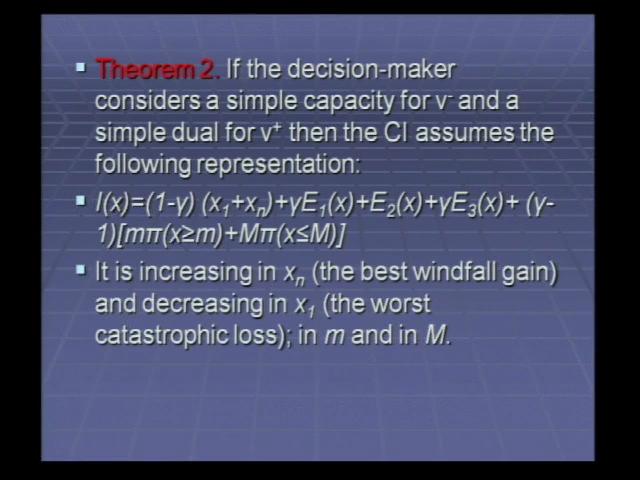 Theorem 2. If the decision-maker
considers a simple capacity for v⁻ and a
simple dual for v⁺ then the CI assumes the
following representation:
I(x)=(1-γ) (x₁+xₙ)+γE₁(x)+E₂(x)+γE₃(x)+ (γ-
1)[mπ(x≥m)+Mπ(x≤M)]
It is increasing in xₙ (the best windfall gain)
and decreasing in x₁ (the worst
catastrophic loss); in m and in M.